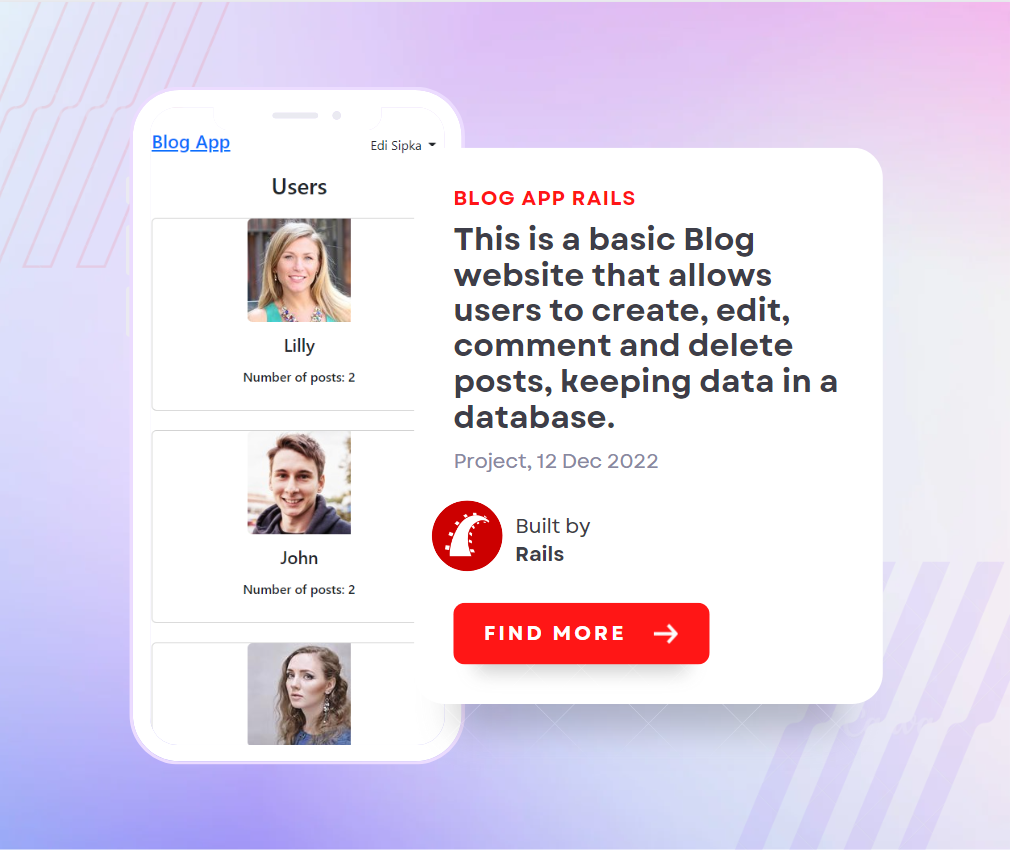 Blog App
Edi Sipka
Users
Lilly
Number of posts: 2
John
Number of posts: 2
BLOG APP RAILS
This is a basic Blog
website that allows
users to create, edit,
comment and delete
posts, keeping data in a
database.
Project, 12 Dec 2022
Built by
Rails
FIND MORE